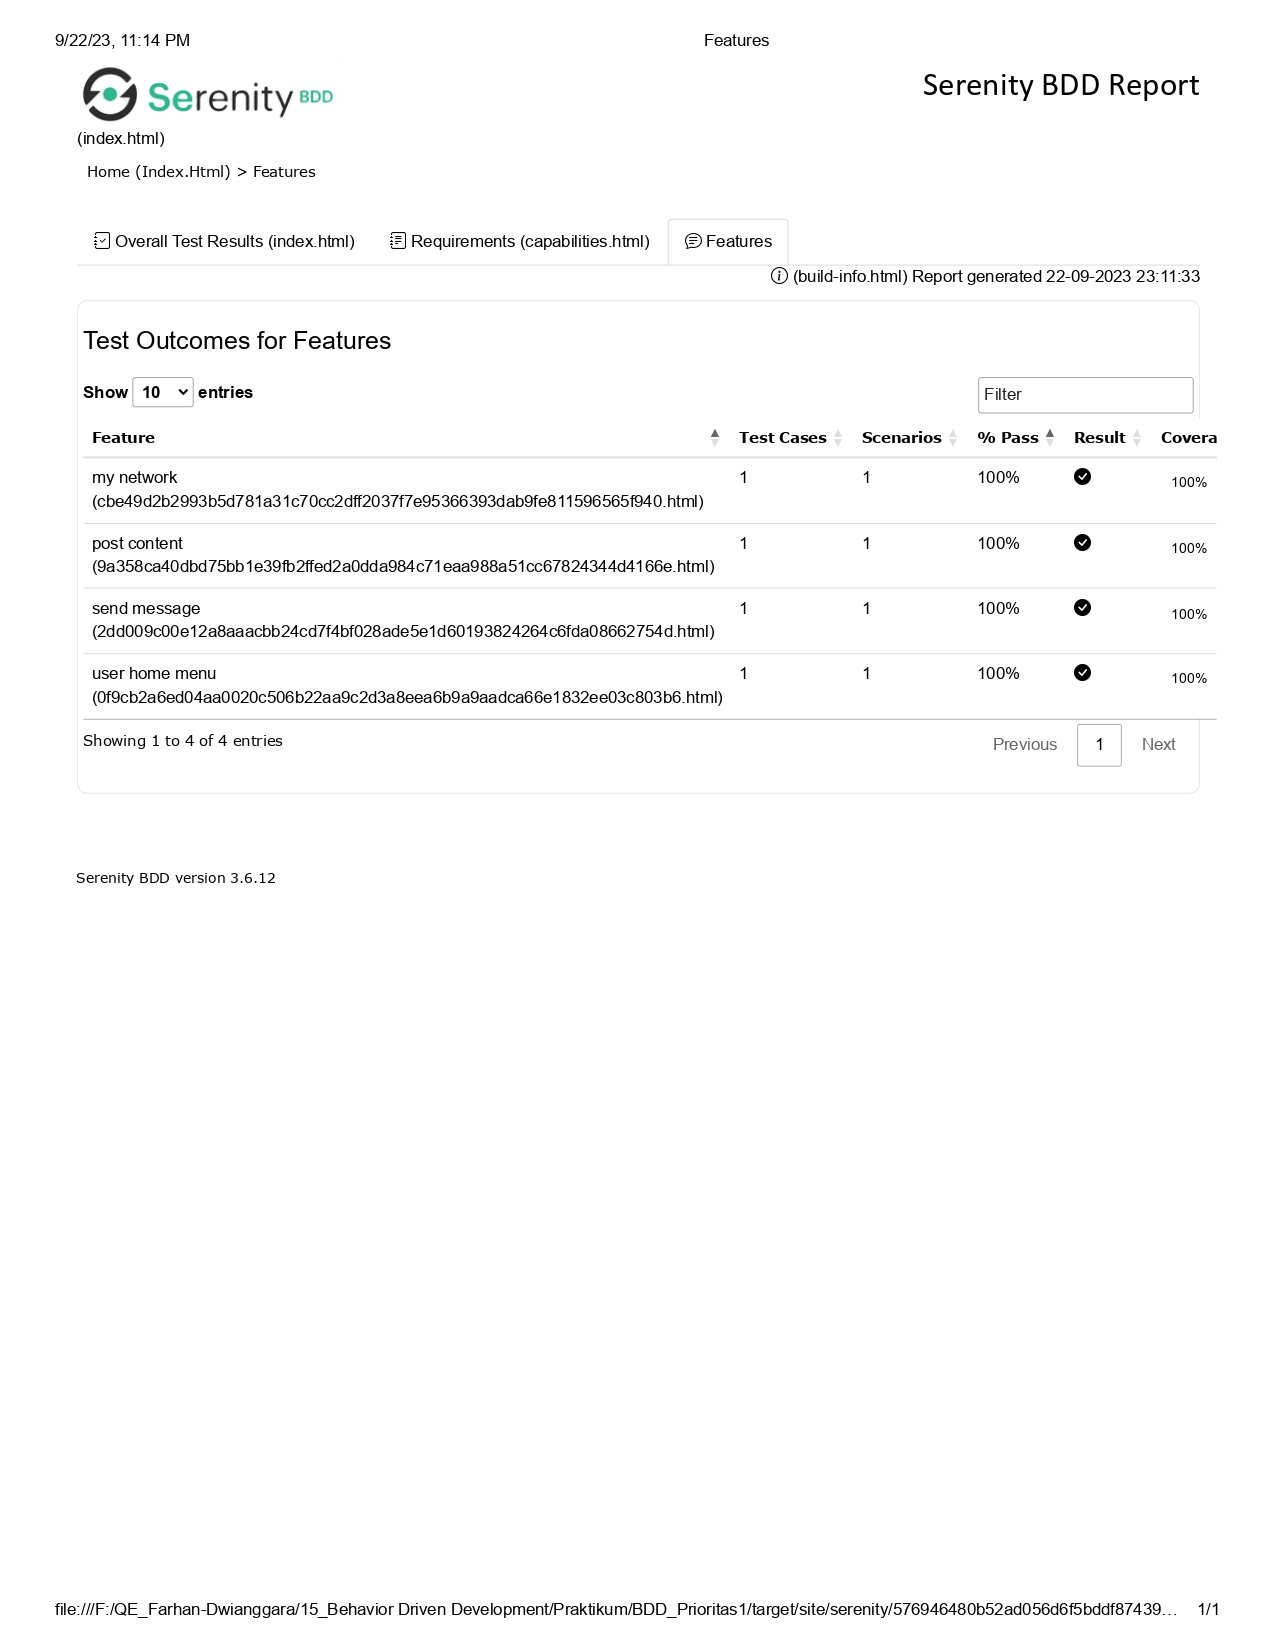 9/22/23, 11:14 PM Features
Serenity BDD Serenity BDD Report
(index.html)
Home (Index.Html) > Features
Overall Test Results (index.html) Requirements (capabilities.html) Features
(build-info.html) Report generated 22-09-2023 23:11:33
Test Outcomes for Features
Show 10 entries Filter
Feature Test Cases Scenarios % Pass Result Covera
my network 1 1 100% 100%
(cbe49d2b2993b5d781a31c70cc2dff2037f7e95366393dab9fe811596565f940.html)
post content 1 1 100% 100%
(9a358ca40dbd75bb1e39fb2ffed2a0dda984c71eaa988a51cc67824344d4166e.html)
send message 1 1 100% 100%
(2dd009c00e12a8aaacbb24cd7f4bf028ade5e1d60193824264c6fda08662754d.html)
user home menu 1 1 100% 100%
(0f9cb2a6ed04aa0020c506b22aa9c2d3a8eea6b9a9aadca66e1832ee03c803b6.html)
Showing 1 to 4 of 4 entries Previous 1 Next
Serenity BDD version 3.6.12
file:///F:/QE_Farhan-Dwianggara/15_Behavior Driven Development/Praktikum/BDD_Prioritas1/target/site/serenity/576946480b52ad056d6f5bddf87439… 1/1